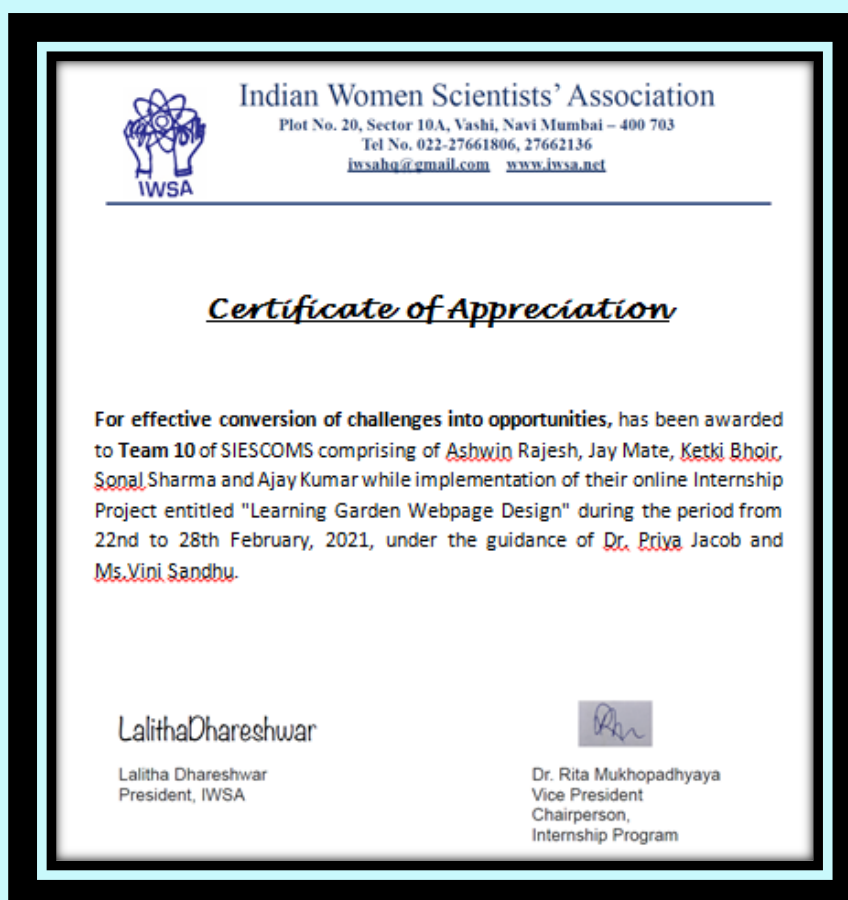 Indian Women Scientists' Association
Plot No. 20, Sector 10A, Vashi, Navi Mumbai – 400 703
Tel No. 022-27661806, 27662136
iwsahq@gmail.com www.iwsa.net
IWSA
Certificate of Appreciation
For effective conversion of challenges into opportunities, has been awarded
to Team 10 of SIESCOMS comprising of Ashwin Rajesh, Jay Mate, Ketki Bhoir,
Sonal Sharma and Ajay Kumar while implementation of their online Internship
Project entitled "Learning Garden Webpage Design" during the period from
22nd to 28th February, 2021, under the guidance of Dr. Priya Jacob and
Ms.Vini Sandhu.
LalithaDhareshwar
Lalitha Dhareshwar
President, IWSA
Dr. Rita Mukhopadhyaya
Vice President
Chairperson,
Internship Program